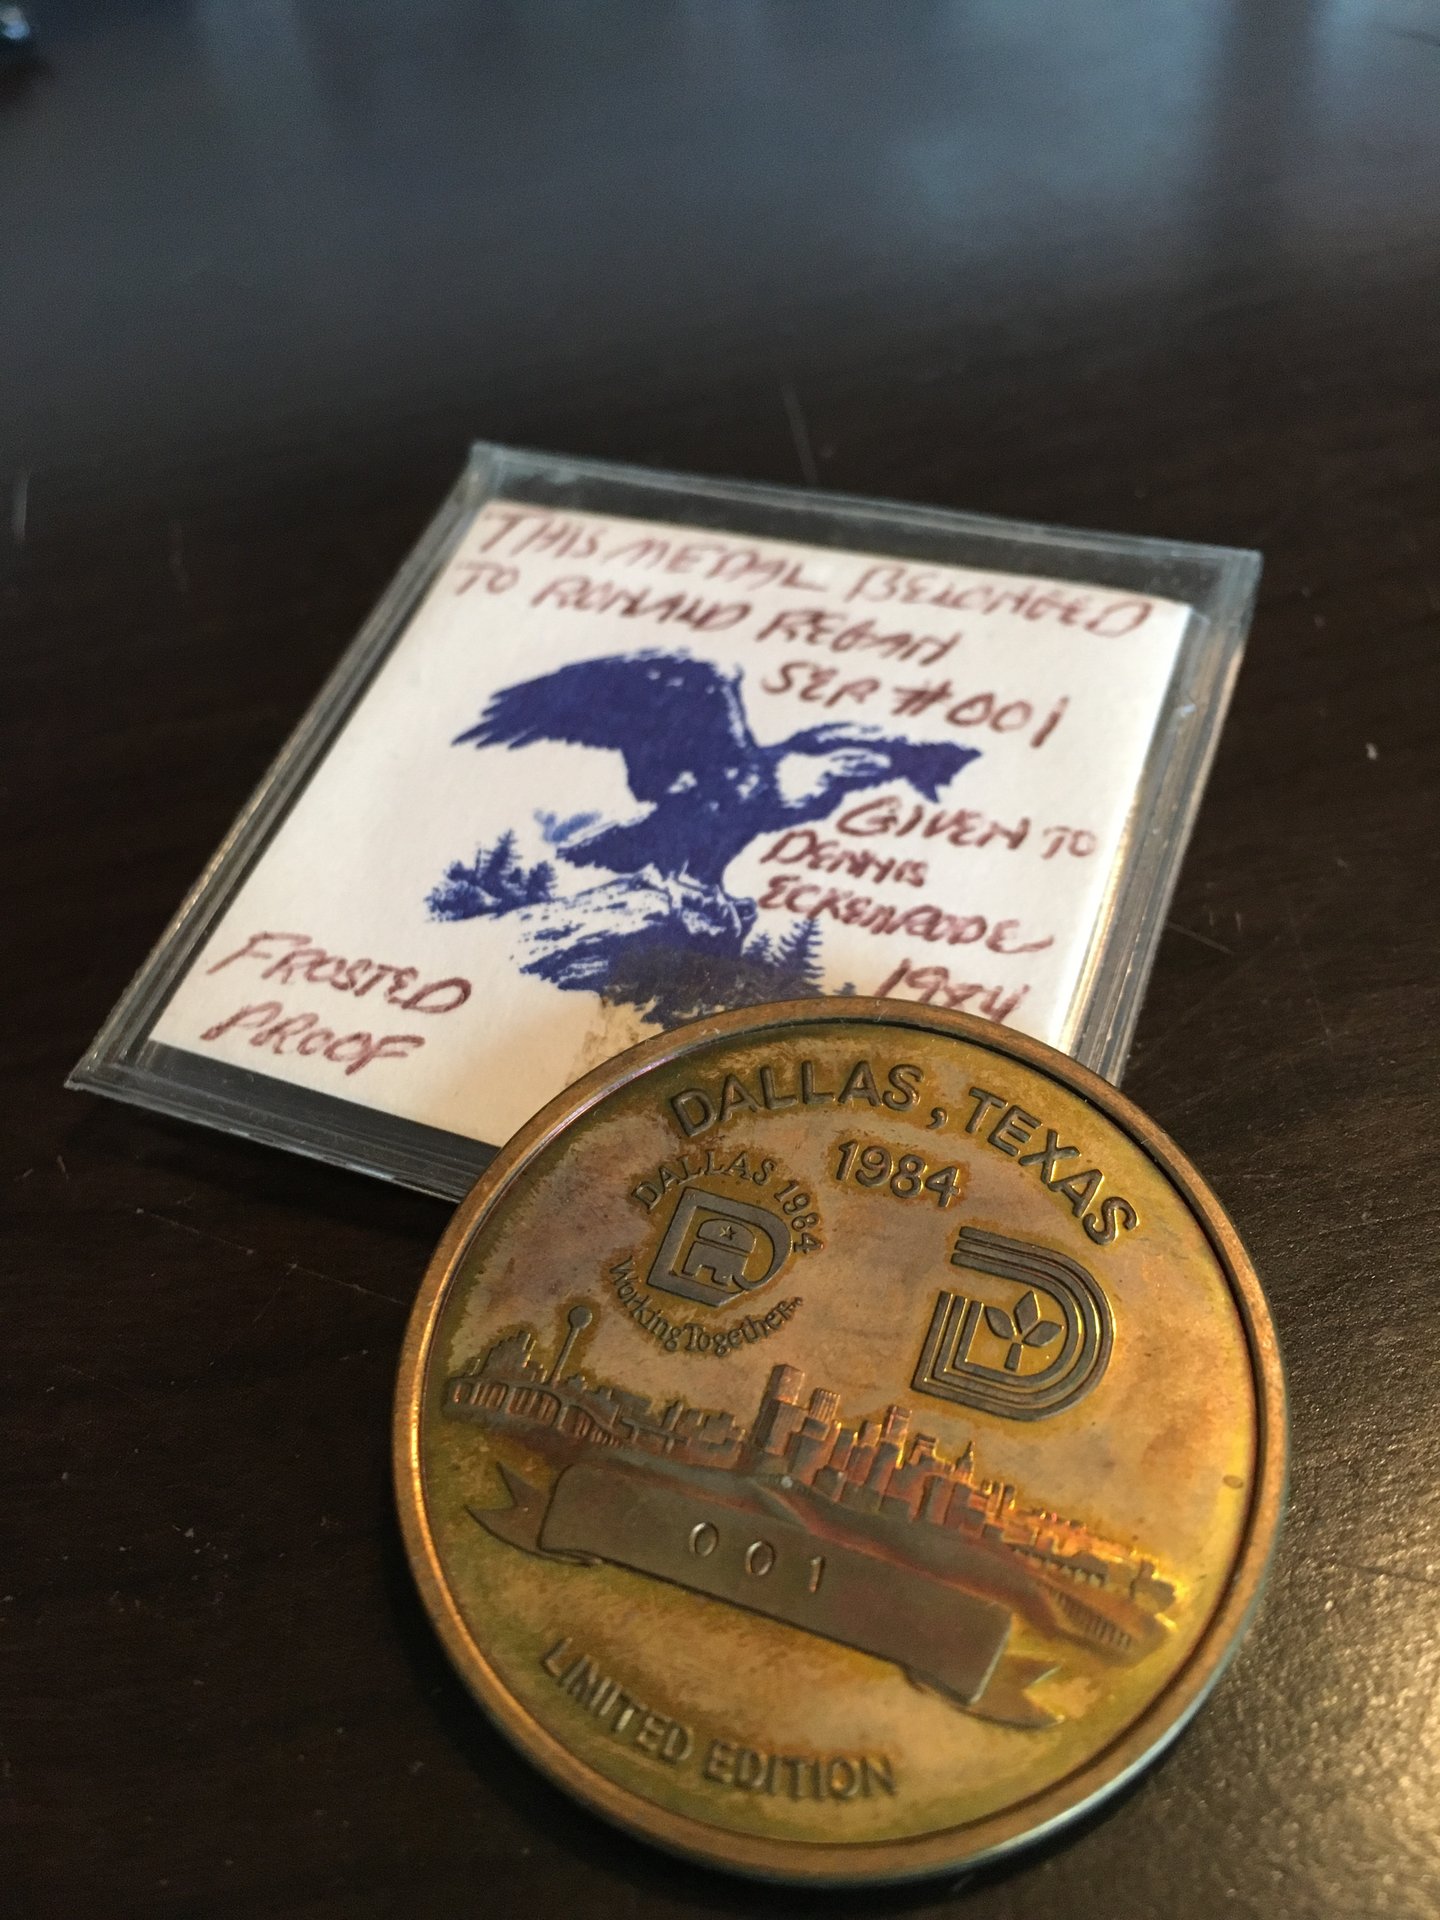 THIS MEDAL BELONGED
TO RONALD REGAN
SER #001
GIVEN TO
DENNIS
ECKENRODE
1984
FROSTED
PROOF
DALLAS, TEXAS
1984
DALLAS 1984
Working Together
001
LIMITED EDITION